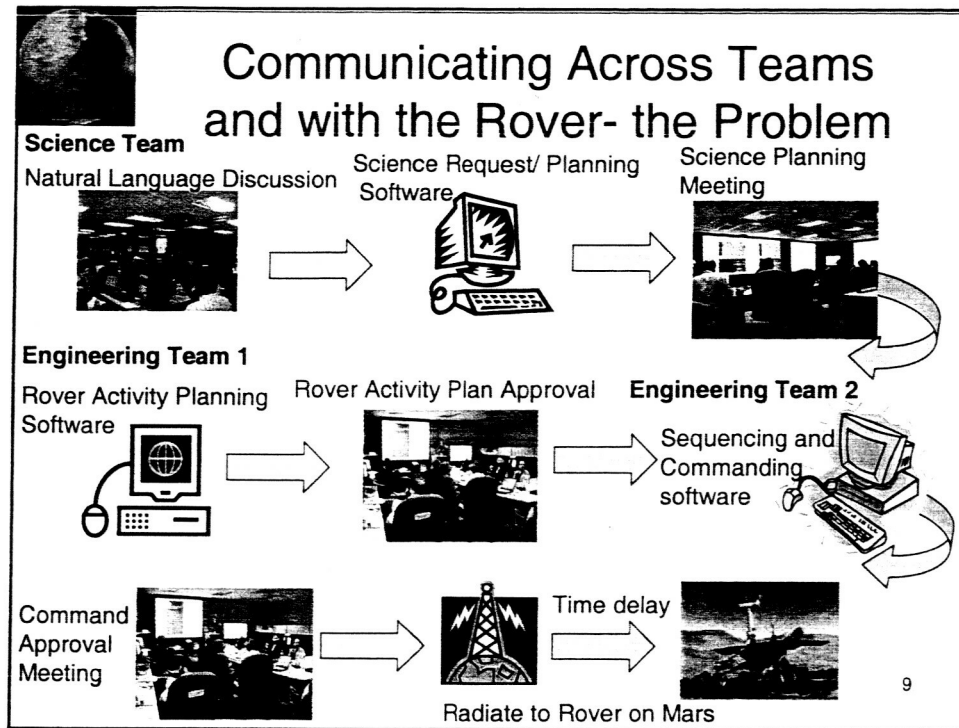 Communicating Across Teams
and with the Rover- the Problem
Science Team
Natural Language Discussion
Science Request/ Planning
Software
Science Planning
Meeting
Engineering Team 1
Rover Activity Planning
Software
Rover Activity Plan Approval
Engineering Team 2
Sequencing and
Commanding
software
Command
Approval
Meeting
Time delay
Radiate to Rover on Mars
9